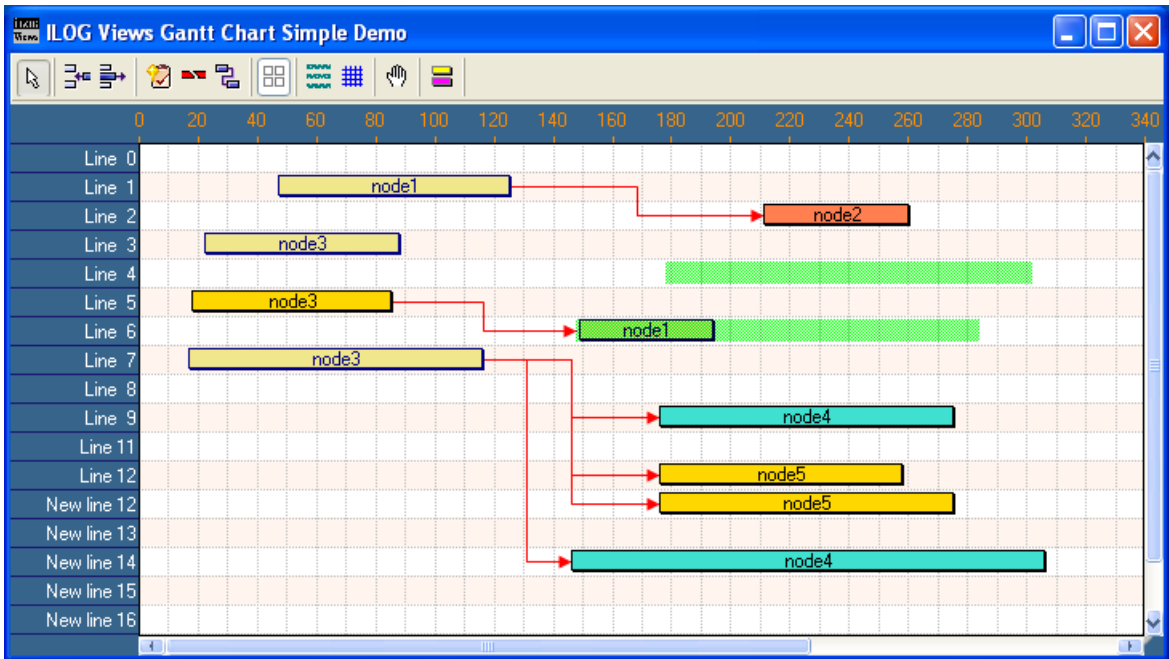 ILOG Views
ILOG Views Gantt Chart Simple Demo
0 20 40 60 80 100 120 140 160 180 200 220 240 260 280 300 320 340
Line 0
Line 1 node1
Line 2 node2
Line 3 node3
Line 4
Line 5 node3
Line 6 node1
Line 7 node3
Line 8
Line 9 node4
Line 11
Line 12 node5
New line 12 node5
New line 13
New line 14 node4
New line 15
New line 16